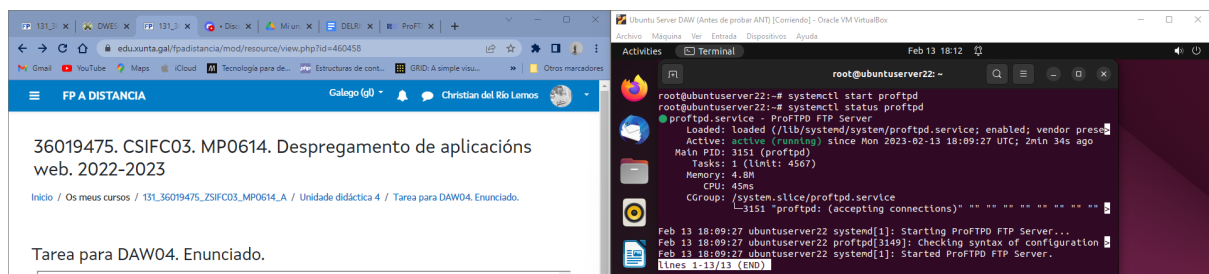 131_3(
DWES
131_3(
• Disc
Mi un
DELRI
ProFT
edu.xunta.gal/fpadistancia/mod/resource/view.php?id=460458
Gmail YouTube Maps iCloud Tecnología para de... Estructuras de cont... GRID: A simple visu... » Otros marcadores
FP A DISTANCIA Galego (gl) Christian del Río Lemos
36019475. CSIFC03. MP0614. Despregamento de aplicacións
web. 2022-2023
Inicio / Os meus cursos / 131_36019475_ZSIFC03_MP0614_A / Unidade didáctica 4 / Tarea para DAW04. Enunciado.
Tarea para DAW04. Enunciado.
Ubuntu Server DAW (Antes de probar ANT) [Corriendo] - Oracle VM VirtualBox
Archivo Máquina Ver Entrada Dispositivos Ayuda
Activities Terminal Feb 13 18:12
root@ubuntuserver22: ~
root@ubuntuserver22:~# systemctl start proftpd
root@ubuntuserver22:~# systemctl status proftpd
● proftpd.service - ProFTPD FTP Server
Loaded: loaded (/lib/systemd/system/proftpd.service; enabled; vendor prese>
Active: active (running) since Mon 2023-02-13 18:09:27 UTC; 2min 34s ago
Main PID: 3151 (proftpd)
Tasks: 1 (limit: 4567)
Memory: 4.8M
CPU: 45ms
CGroup: /system.slice/proftpd.service
└─3151 "proftpd: (accepting connections)" "" "" "" "" "" "" "" "" >
Feb 13 18:09:27 ubuntuserver22 systemd[1]: Starting ProFTPD FTP Server...
Feb 13 18:09:27 ubuntuserver22 proftpd[3149]: Checking syntax of configuration >
Feb 13 18:09:27 ubuntuserver22 systemd[1]: Started ProFTPD FTP Server.
lines 1-13/13 (END)